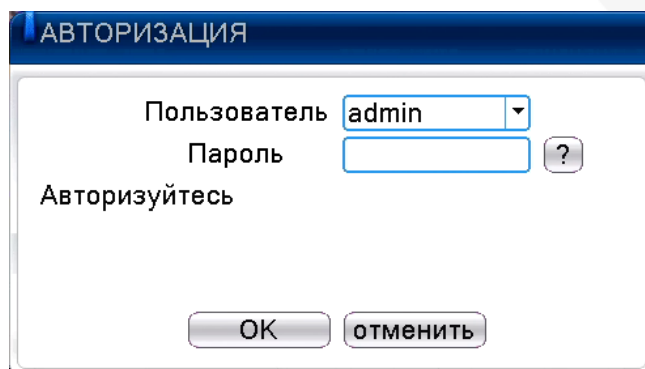 АВТОРИЗАЦИЯ
Пользователь admin
Пароль ?
Авторизуйтесь
OK отменить